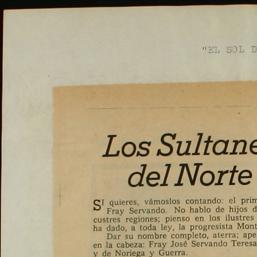 "EL SOL D
Los Sultane
del Norte
SI quieres, vámoslos contando: el prim
Fray Servando. No hablo de hijos d
custres regiones; pienso en los ilustres
ha dado, a toda ley, la progresista Mont
Dar su nombre completo, aterra; ape
en la cabeza: Fray José Servando Teresa
y de Noriega y Guerra.